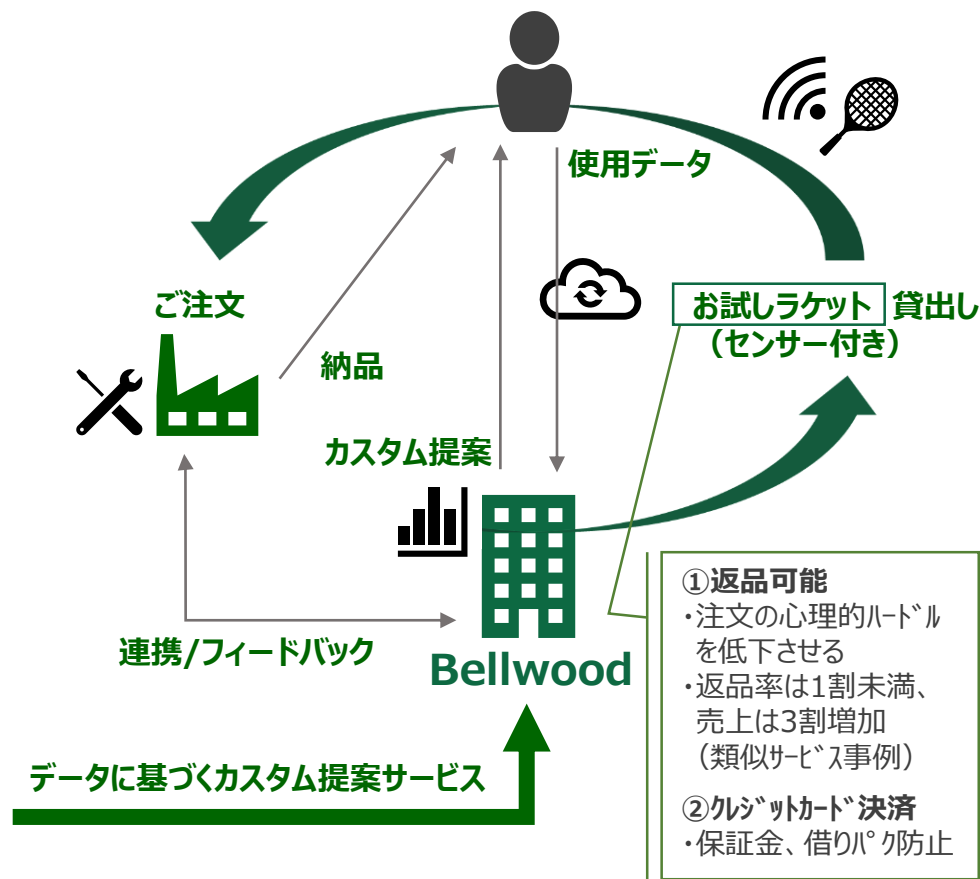 使用データ
ご注文
お試しラケット 貸出し
（センサー付き）
納品
カスタム提案
連携/フィードバック
Bellwood
データに基づくカスタム提案サービス
①返品可能
・注文の心理的ﾊｰﾄﾞﾙ
を低下させる
・返品率は1割未満、
売上は3割増加
（類似ｻｰﾋﾞｽ事例）
②ｸﾚｼﾞｯﾄｶｰﾄﾞ決済
・保証金、借りﾊﾟｸ防止